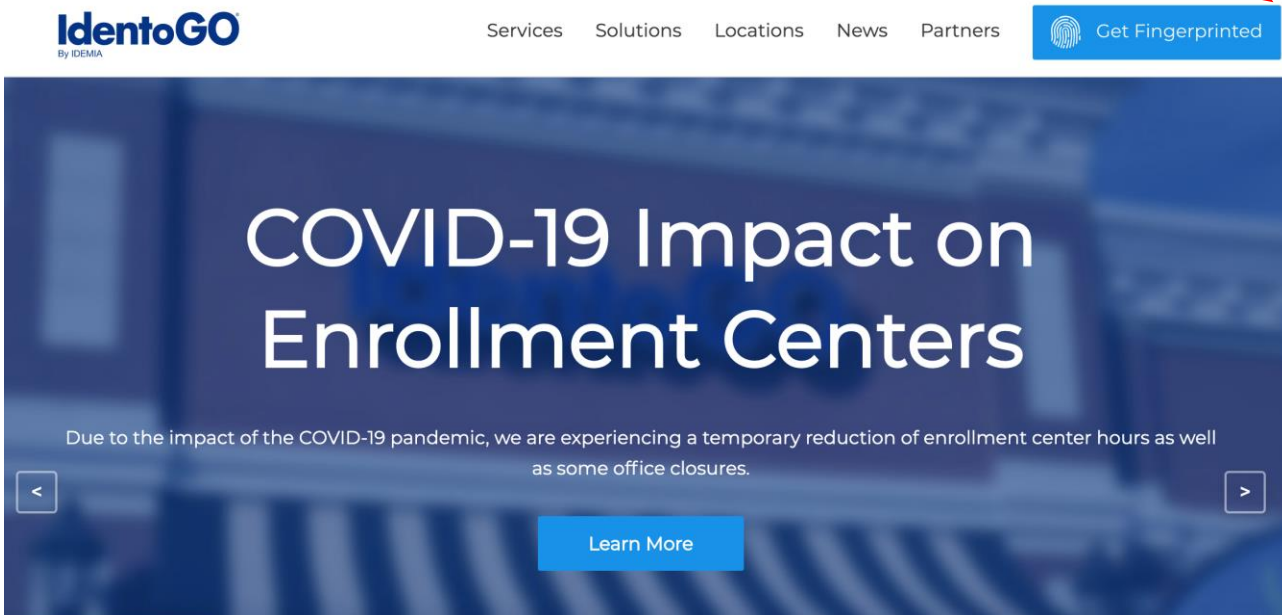 IdentoGO
By IDEMIA
Services Solutions Locations News Partners Get Fingerprinted
COVID-19 Impact on
Enrollment Centers
Due to the impact of the COVID-19 pandemic, we are experiencing a temporary reduction of enrollment center hours as well
as some office closures.
< >
Learn More